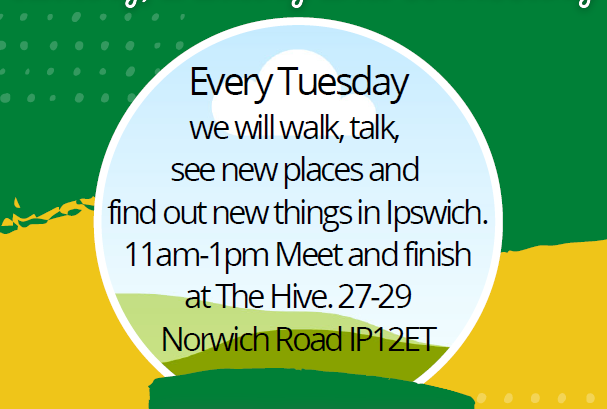 Every Tuesday
we will walk, talk,
see new places and
find out new things in Ipswich.
11am-1pm Meet and finish
at The Hive. 27-29
Norwich Road IP12ET